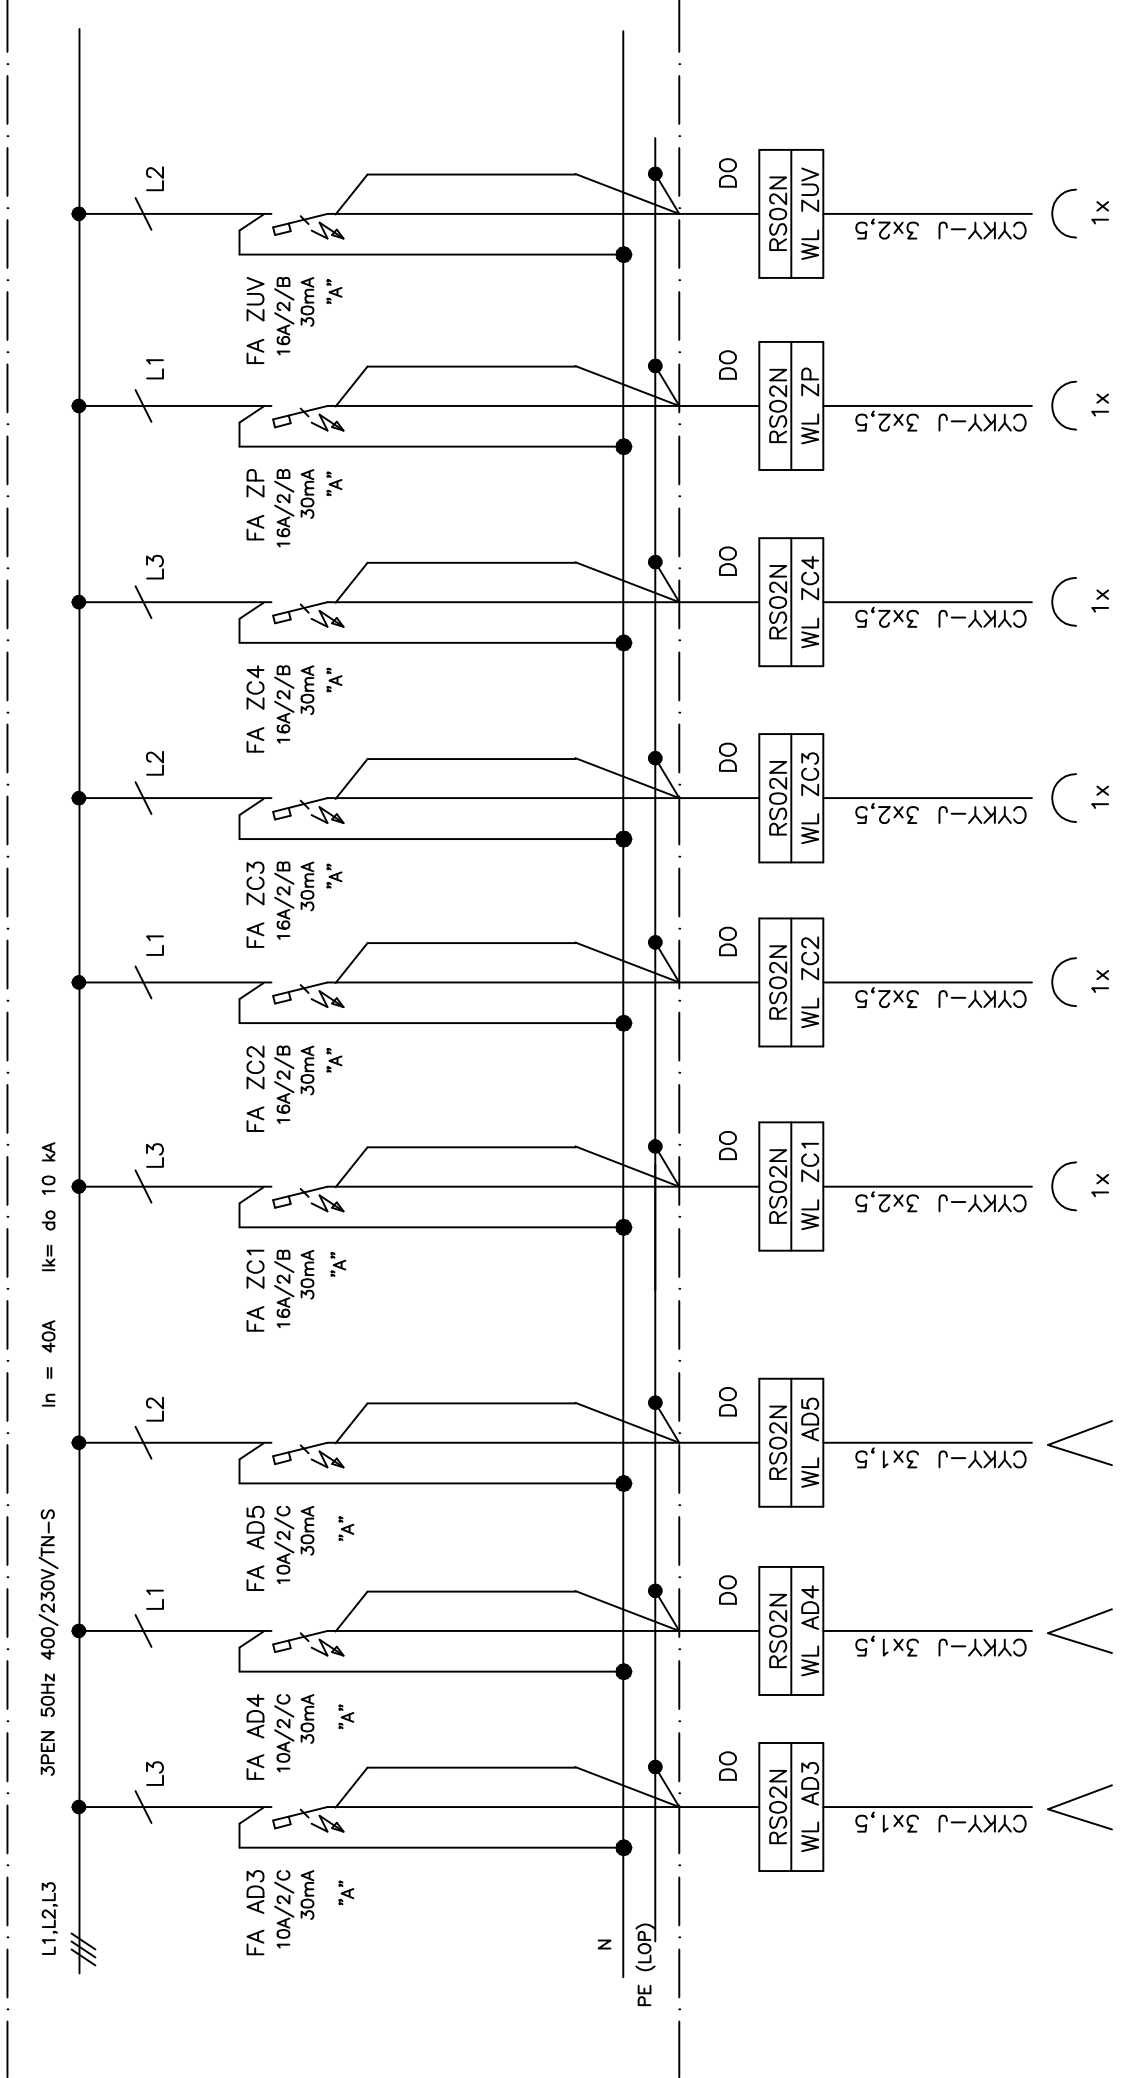 L1,L2,L3
3PEN 50Hz 400/230V/TN-S
In = 40A
Ik= do 10 kA
L3
L1
L2
L3
L1
L2
L3
L1
L2
FA AD3
10A/2/C
30mA
"A"
FA AD4
10A/2/C
30mA
"A"
FA AD5
10A/2/C
30mA
"A"
FA ZC1
16A/2/B
30mA
"A"
FA ZC2
16A/2/B
30mA
"A"
FA ZC3
16A/2/B
30mA
"A"
FA ZC4
16A/2/B
30mA
"A"
FA ZP
16A/2/B
30mA
"A"
FA ZUV
16A/2/B
30mA
"A"
N
PE (LOP)
DO
DO
DO
DO
DO
DO
DO
DO
DO
RS02N
WL AD3
RS02N
WL AD4
RS02N
WL AD5
RS02N
WL ZC1
RS02N
WL ZC2
RS02N
WL ZC3
RS02N
WL ZC4
RS02N
WL ZP
RS02N
WL ZUV
CYKY-J 3x1,5
CYKY-J 3x1,5
CYKY-J 3x1,5
CYKY-J 3x2,5
CYKY-J 3x2,5
CYKY-J 3x2,5
CYKY-J 3x2,5
CYKY-J 3x2,5
CYKY-J 3x2,5
1x
1x
1x
1x
1x
1x